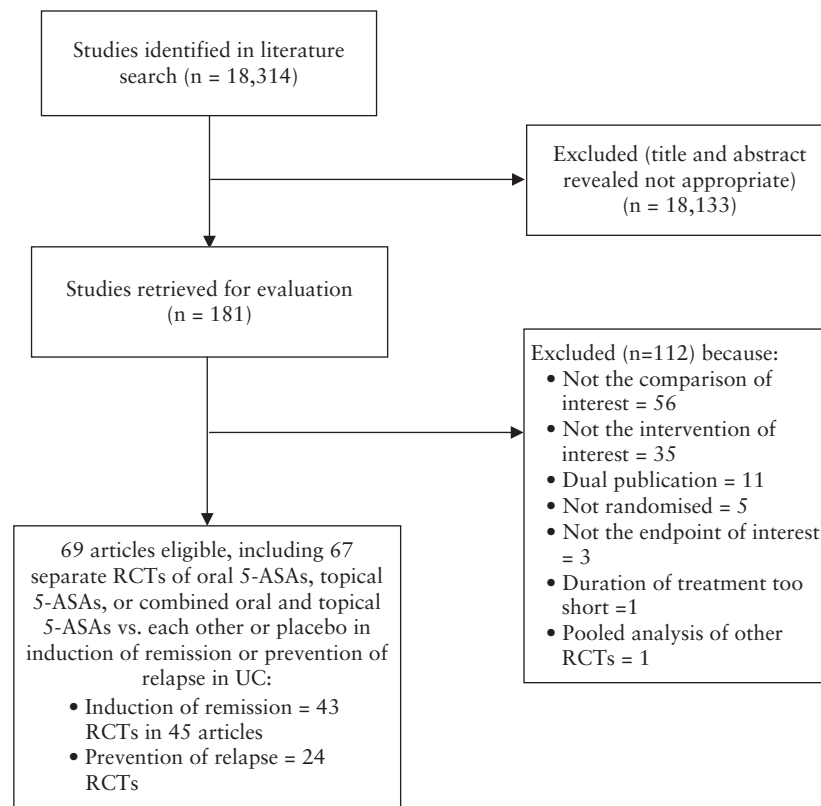 Studies identified in literature
search (n = 18,314)
Excluded (title and abstract
revealed not appropriate)
(n = 18,133)
Studies retrieved for evaluation
(n = 181)
Excluded (n=112) because:
• Not the comparison of
interest = 56
• Not the intervention of
interest = 35
• Dual publication = 11
• Not randomised = 5
• Not the endpoint of interest
= 3
• Duration of treatment too
short =1
• Pooled analysis of other
RCTs = 1
69 articles eligible, including 67
separate RCTs of oral 5-ASAs, topical
5-ASAs, or combined oral and topical
5-ASAs vs. each other or placebo in
induction of remission or prevention of
relapse in UC:
• Induction of remission = 43
RCTs in 45 articles
• Prevention of relapse = 24
RCTs